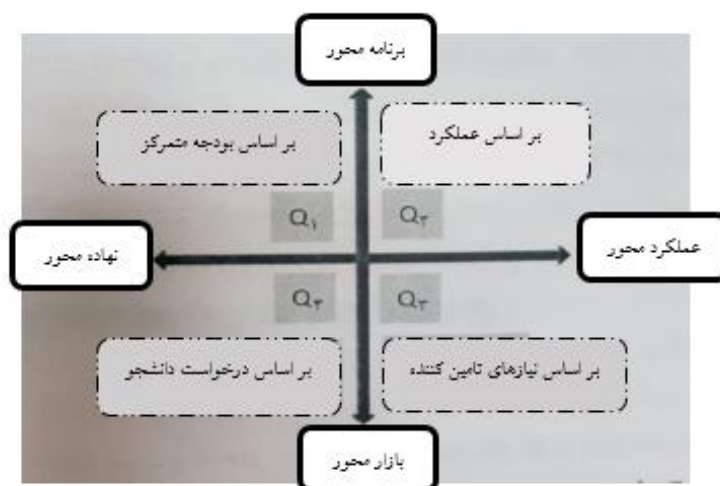 برنامه محور
بر اساس عملکرد
بر اساس بودجه متمرکز
Q۲
Q۱
عملکرد محور
نهاده محور
Q۳
Q۴
بر اساس نیازهای تامین کننده
بر اساس درخواست دانشجو
بازار محور